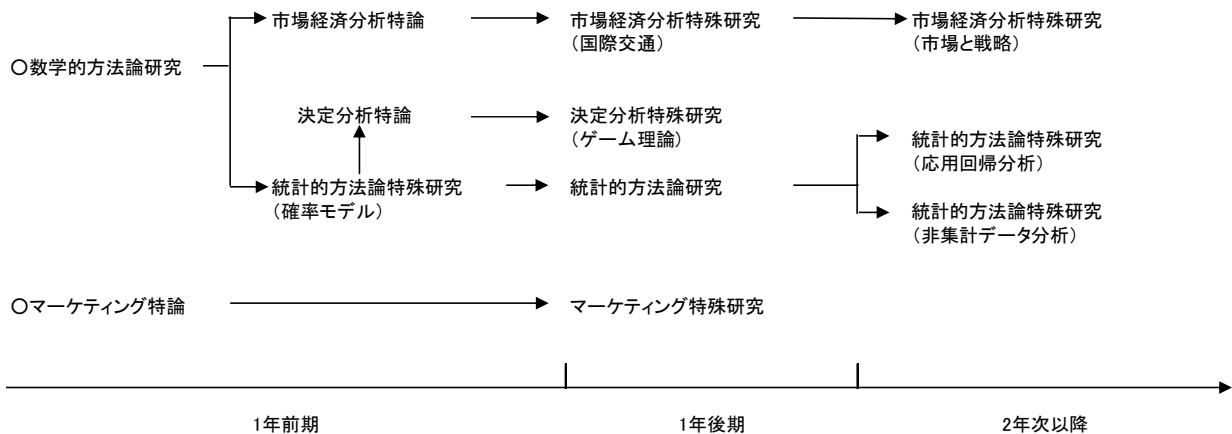 市場経済分析特論
市場経済分析特殊研究
(国際交通)
市場経済分析特殊研究
(市場と戦略)
○数学的方法論研究
決定分析特論
決定分析特殊研究
(ゲーム理論)
統計的方法論特殊研究
(応用回帰分析)
統計的方法論特殊研究
(確率モデル)
統計的方法論研究
統計的方法論特殊研究
(非集計データ分析)
○マーケティング特論
マーケティング特殊研究
1年前期
1年後期
2年次以降